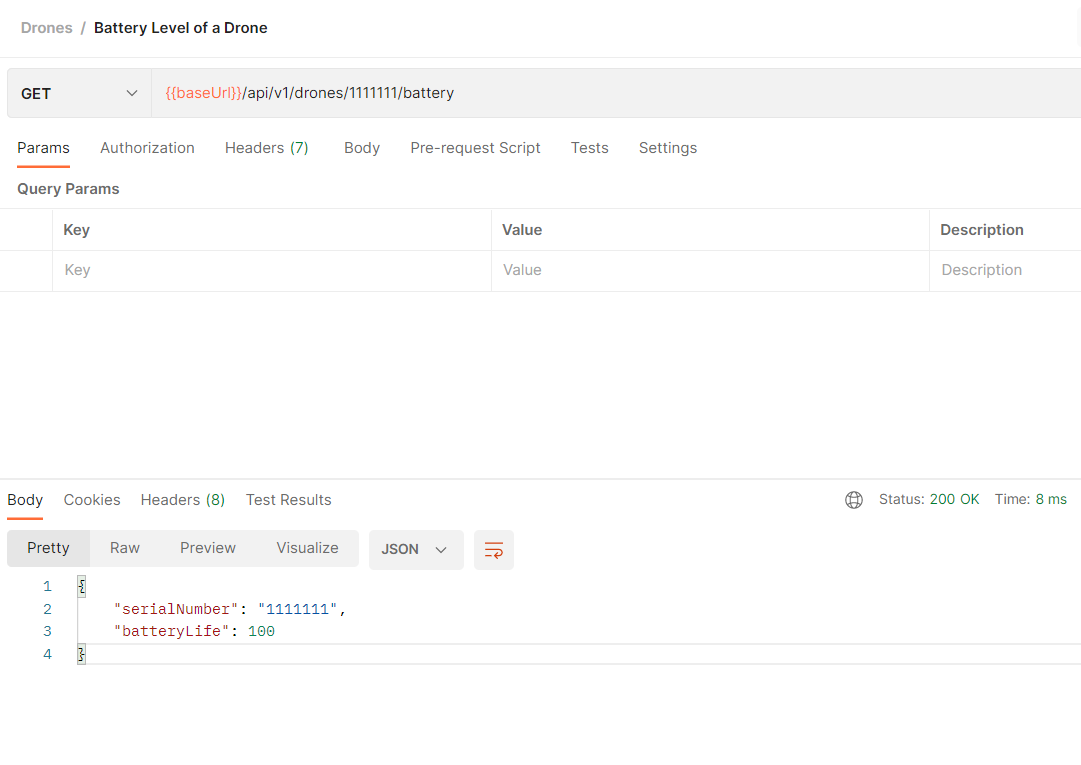 Drones / Battery Level of a Drone
GET {{baseUrl}}/api/v1/drones/1111111/battery
Params Authorization Headers (7) Body Pre-request Script Tests Settings
Query Params
Key Value Description
Key Value Description
Body Cookies Headers (8) Test Results Status: 200 OK Time: 8 ms
Pretty Raw Preview Visualize JSON
1 {
2 "serialNumber": "1111111",
3 "batteryLife": 100
4 }